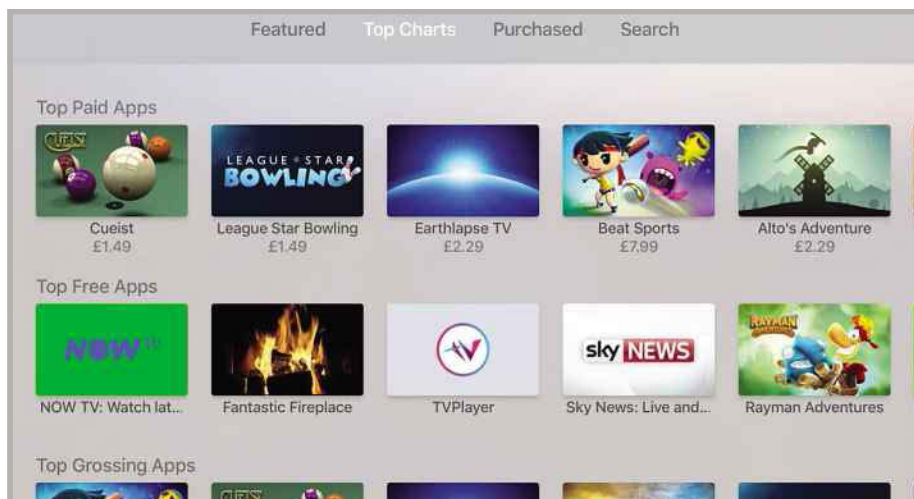 Featured Top Charts Purchased Search
Top Paid Apps
CUEIST
LEAGUE STAR
BOWLING
Cueist League Star Bowling Earthlapse TV Beat Sports Alto's Adventure
£1.49 £1.49 £2.29 £7.99 £2.29
Top Free Apps
NOW TV
sky NEWS
RAYMAN
NOW TV: Watch lat... Fantastic Fireplace TVPlayer Sky News: Live and... Rayman Adventures
Top Grossing Apps